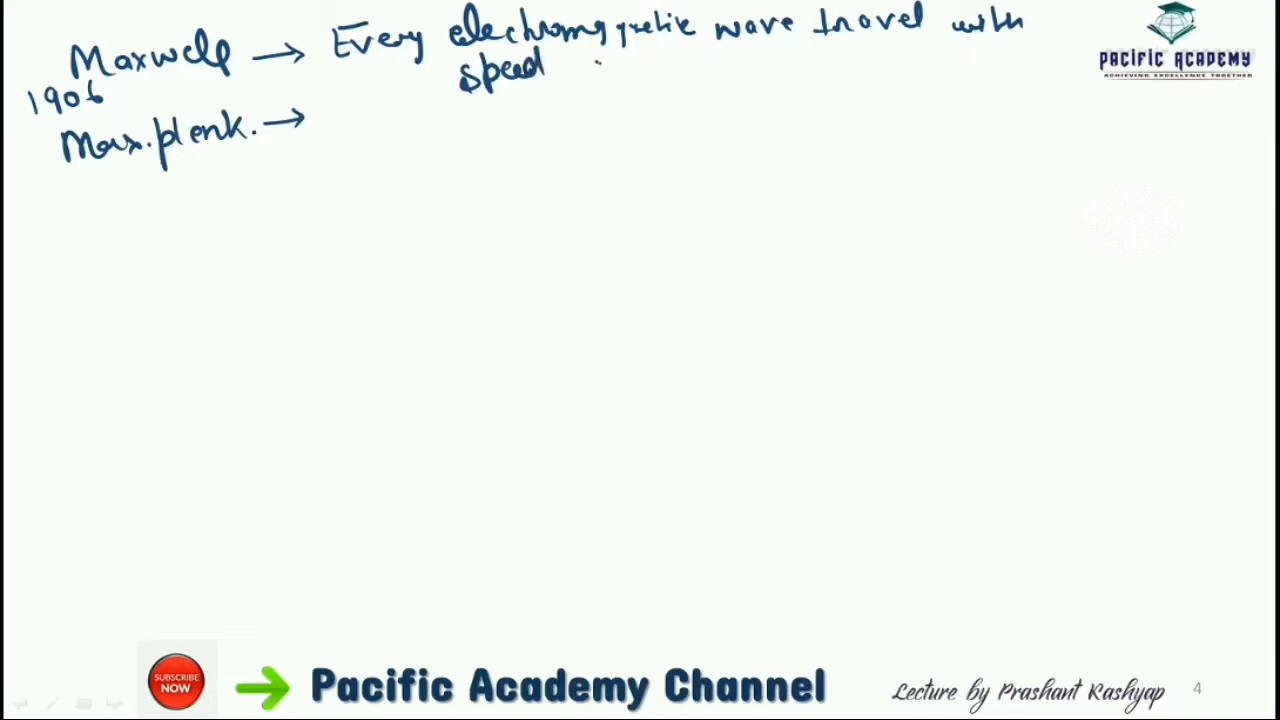 Maxwell → Every electromagnetic wave travel with
speed
1906
Max.plenk. →
PACIFIC ACADEMY
ACHIEVING EXCELLENCE TOGETHER
SUBSCRIBE
NOW
Pacific Academy Channel
Lecture by Prashant Kashyap
4